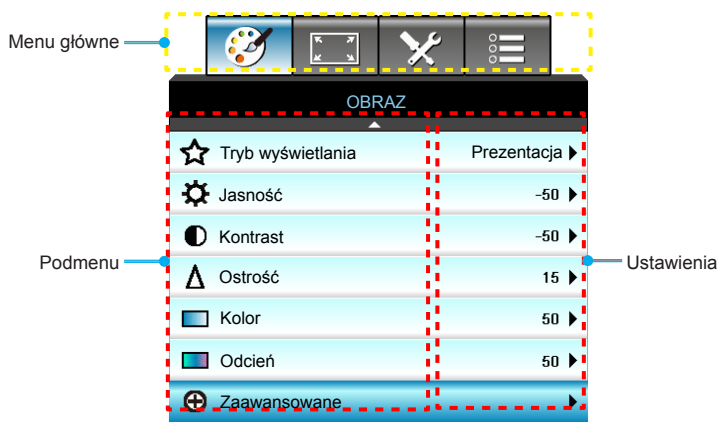 Menu główne
OBRAZ
Tryb wyświetlania Prezentacja
Jasność -50
Kontrast -50
Podmenu
Ustawienia
Ostrość 15
Kolor 50
Odcień 50
Zaawansowane